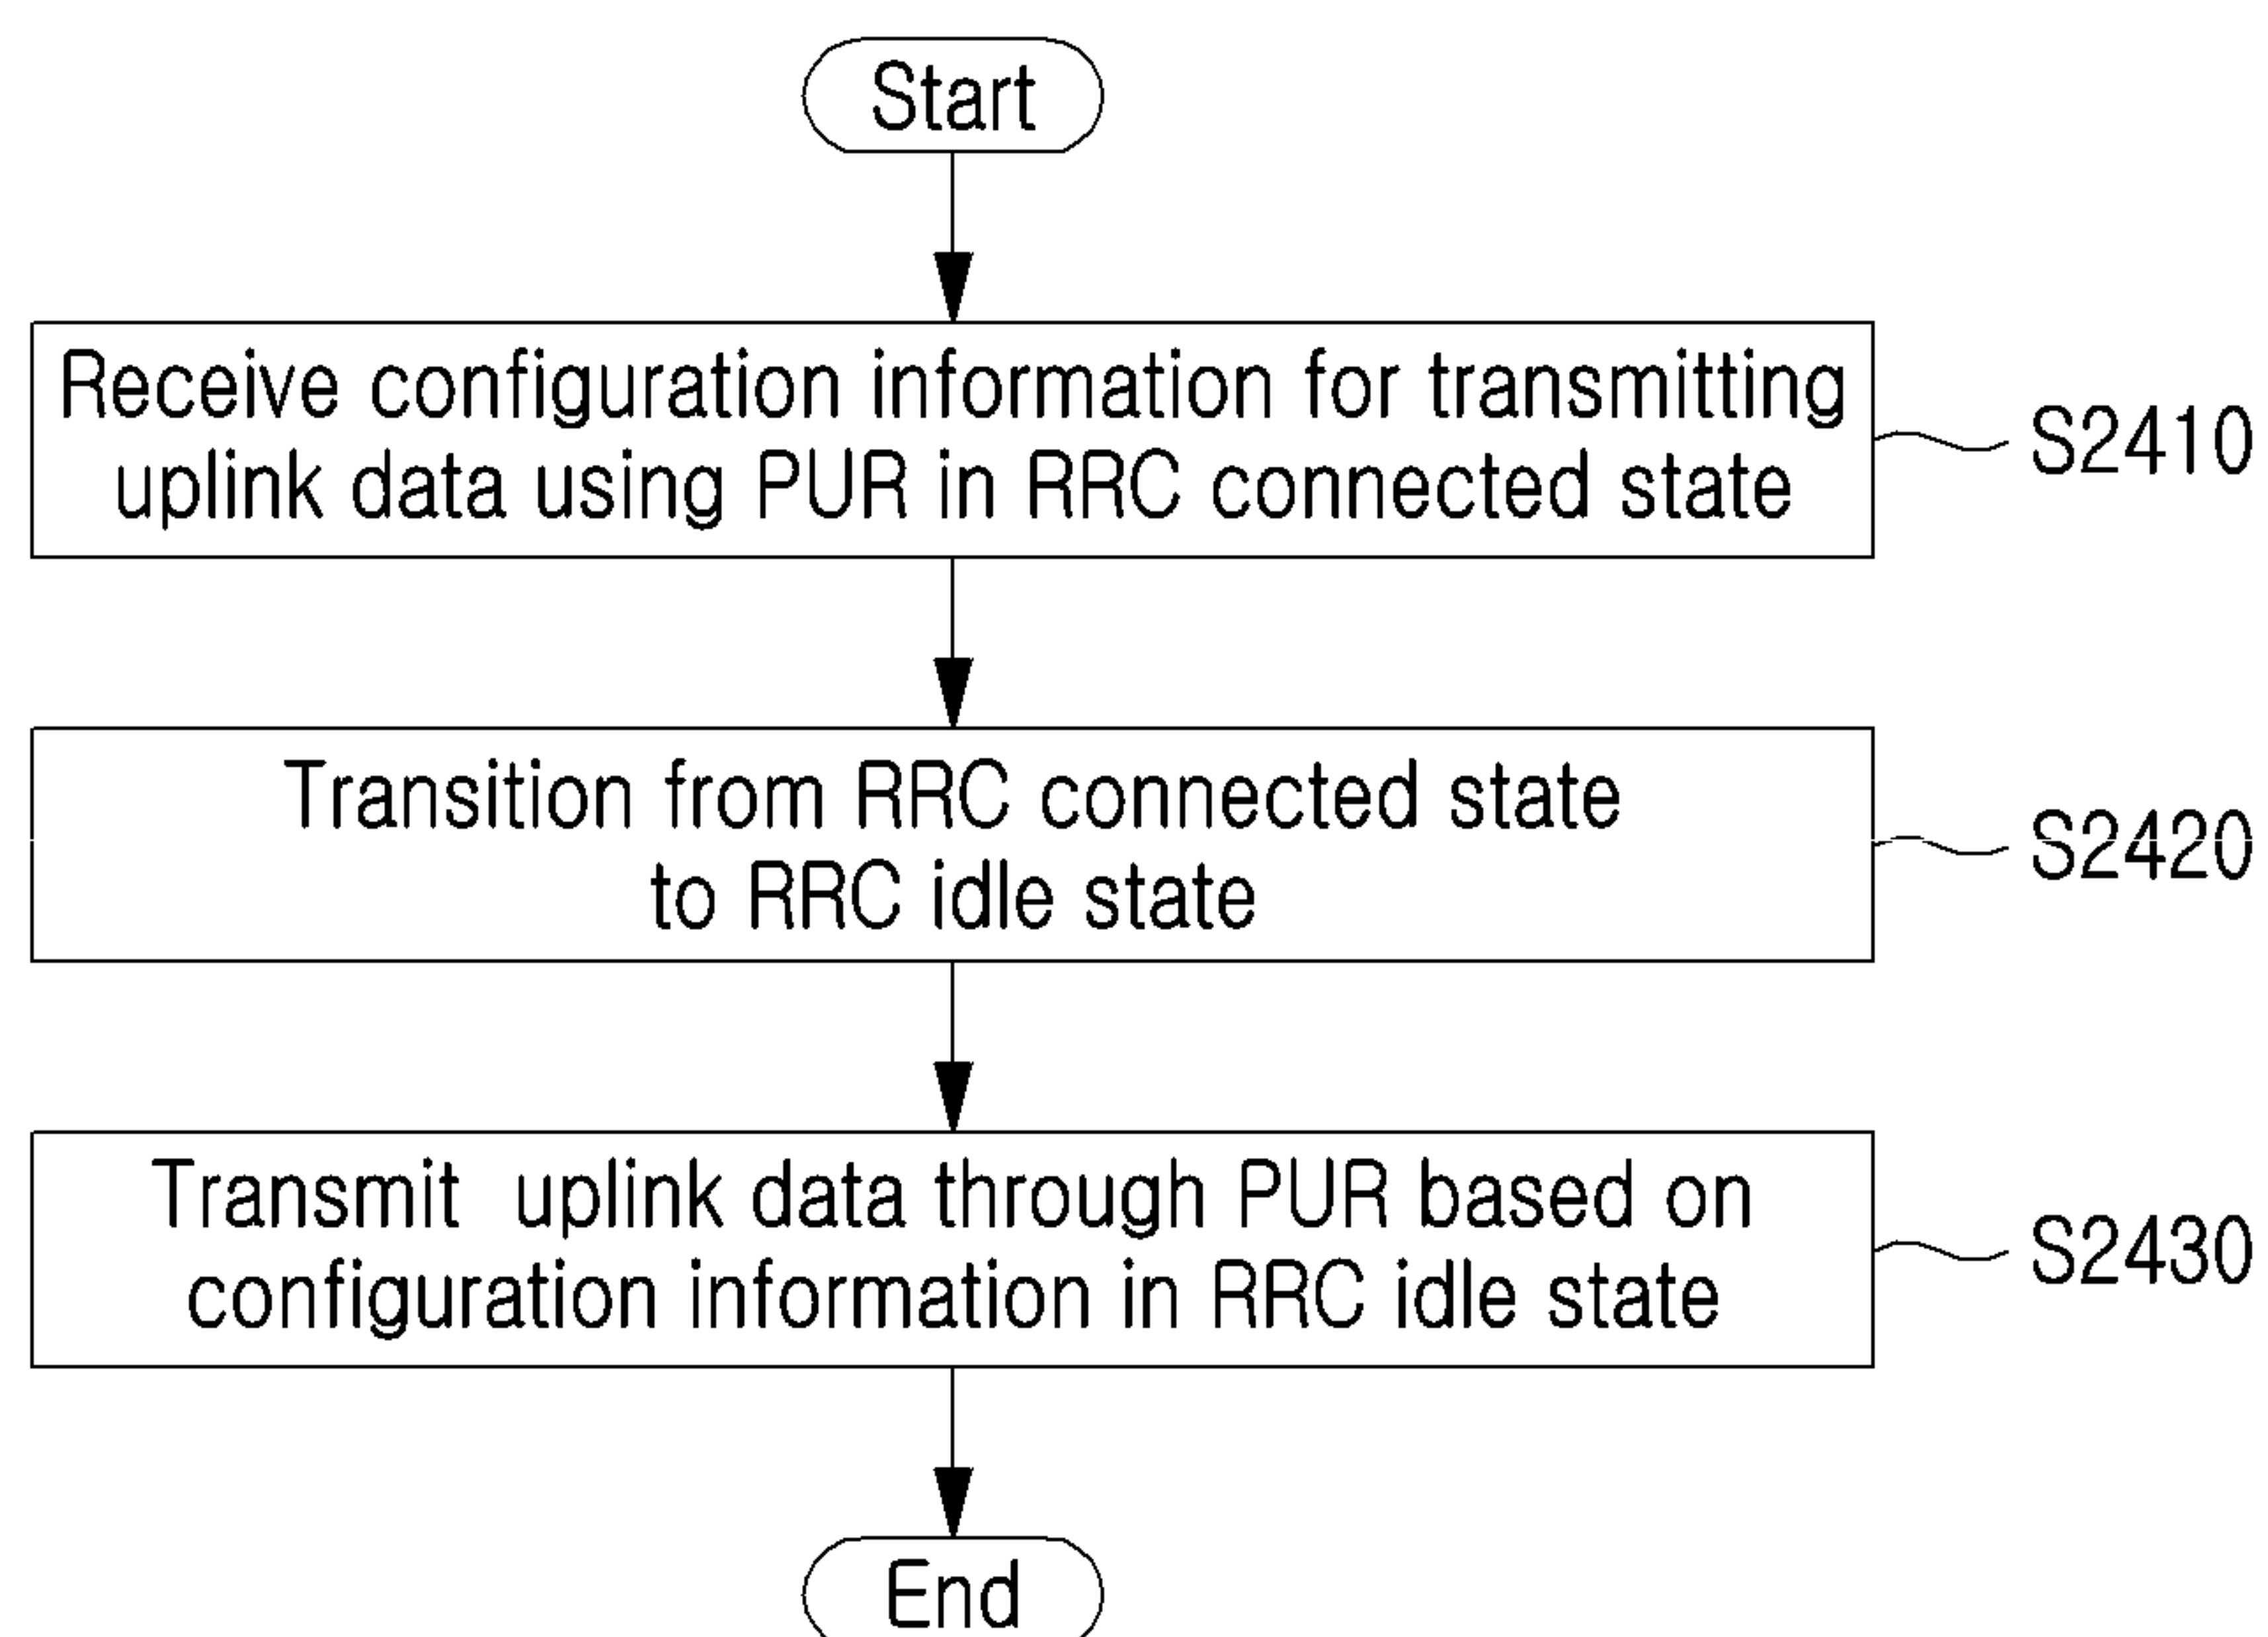 Start
Receive configuration information for transmitting
uplink data using PUR in RRC connected state
S2410
Transition from RRC connected state
to RRC idle state
S2420
Transmit uplink data through PUR based on
configuration information in RRC idle state
S2430
End